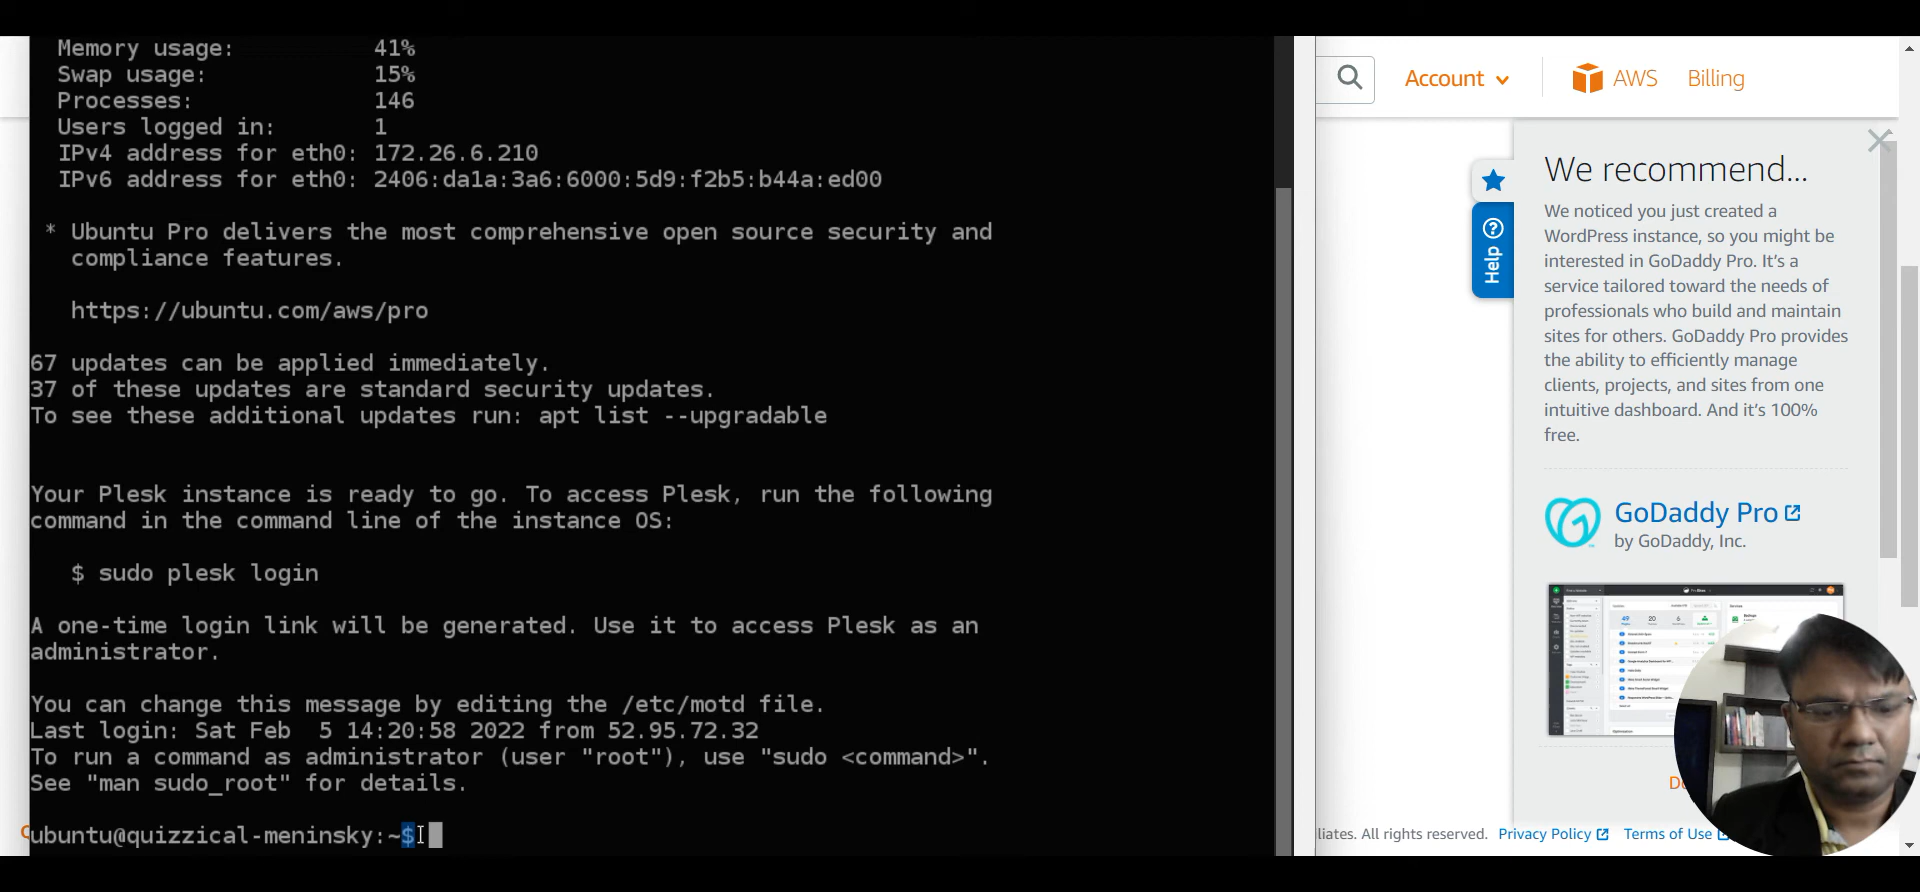 Memory usage: 41%
Swap usage: 15%
Processes: 146
Users logged in: 1
IPv4 address for eth0: 172.26.6.210
IPv6 address for eth0: 2406:da1a:3a6:6000:5d9:f2b5:b44a:ed00
* Ubuntu Pro delivers the most comprehensive open source security and
compliance features.
https://ubuntu.com/aws/pro
67 updates can be applied immediately.
37 of these updates are standard security updates.
To see these additional updates run: apt list --upgradable
Your Plesk instance is ready to go. To access Plesk, run the following
command in the command line of the instance OS:
$ sudo plesk login
A one-time login link will be generated. Use it to access Plesk as an
administrator.
You can change this message by editing the /etc/motd file.
Last login: Sat Feb  5 14:20:58 2022 from 52.95.72.32
To run a command as administrator (user "root"), use "sudo <command>".
See "man sudo_root" for details.
ubuntu@quizzical-meninsky:~$
Account AWS Billing
Help
We recommend...
We noticed you just created a
WordPress instance, so you might be
interested in GoDaddy Pro. It's a
service tailored toward the needs of
professionals who build and maintain
sites for others. GoDaddy Pro provides
the ability to efficiently manage
clients, projects, and sites from one
intuitive dashboard. And it's 100%
free.
GoDaddy Pro
by GoDaddy, Inc.
49 20 6
liates. All rights reserved. Privacy Policy Terms of Use